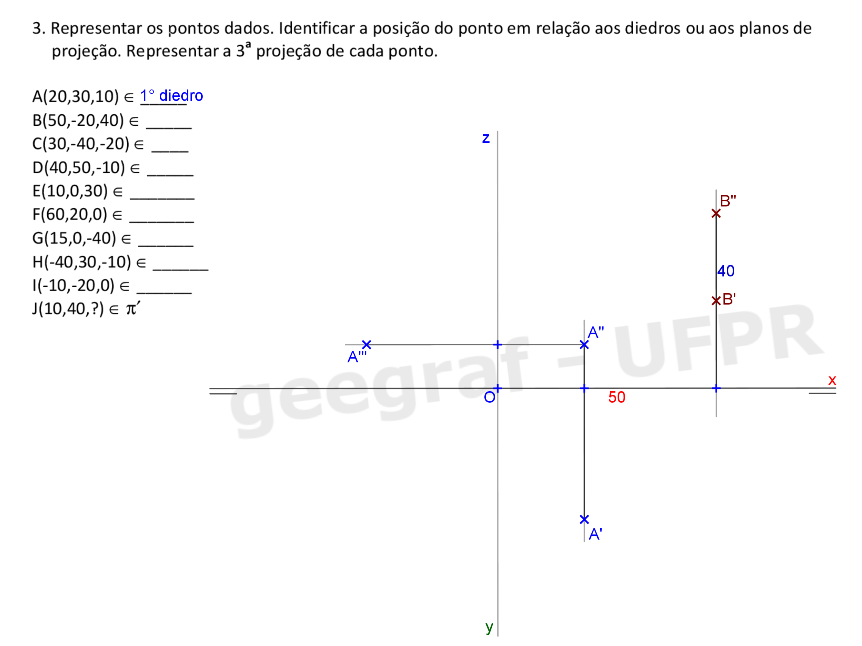 3. Representar os pontos dados. Identificar a posição do ponto em relação aos diedros ou aos planos de
projeção. Representar a 3ª projeção de cada ponto.
A(20,30,10) ∈ 1° diedro
B(50,-20,40) ∈ _____
C(30,-40,-20) ∈ ____
D(40,50,-10) ∈ _____
E(10,0,30) ∈ _______
F(60,20,0) ∈ _______
G(15,0,-40) ∈ ______
H(-40,30,-10) ∈ ______
I(-10,-20,0) ∈ ______
J(10,40,?) ∈ π′
z
B"
40
B'
A"
A'''
geegraf - UFPR
x
O
50
A'
y